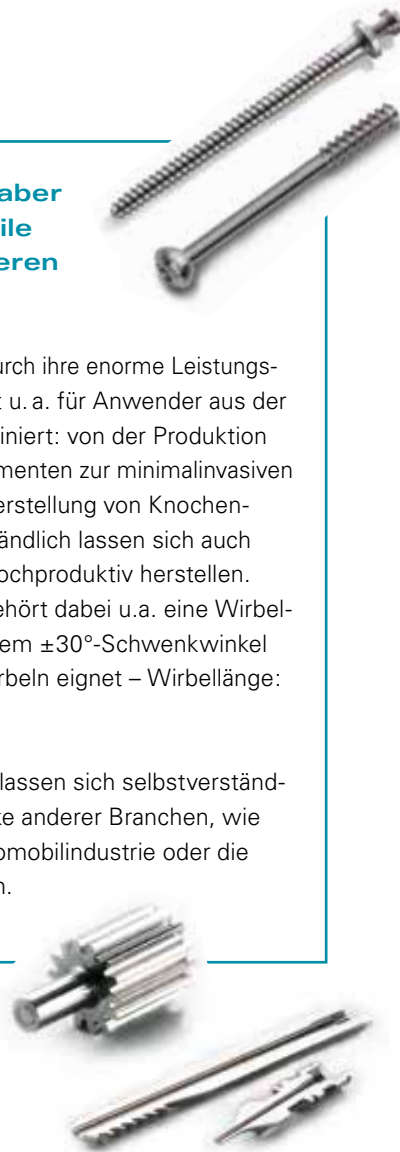 aber
ile
eren
urch ihre enorme Leistungs-
t u. a. für Anwender aus der
iniert: von der Produktion
menten zur minimalinvasiven
erstellung von Knochen-
ändlich lassen sich auch
ochproduktiv herstellen.
ehört dabei u.a. eine Wirbel-
em ±30°-Schwenkwinkel
rbeln eignet – Wirbellänge:
lassen sich selbstverständ-
ke anderer Branchen, wie
omobilindustrie oder die
n.